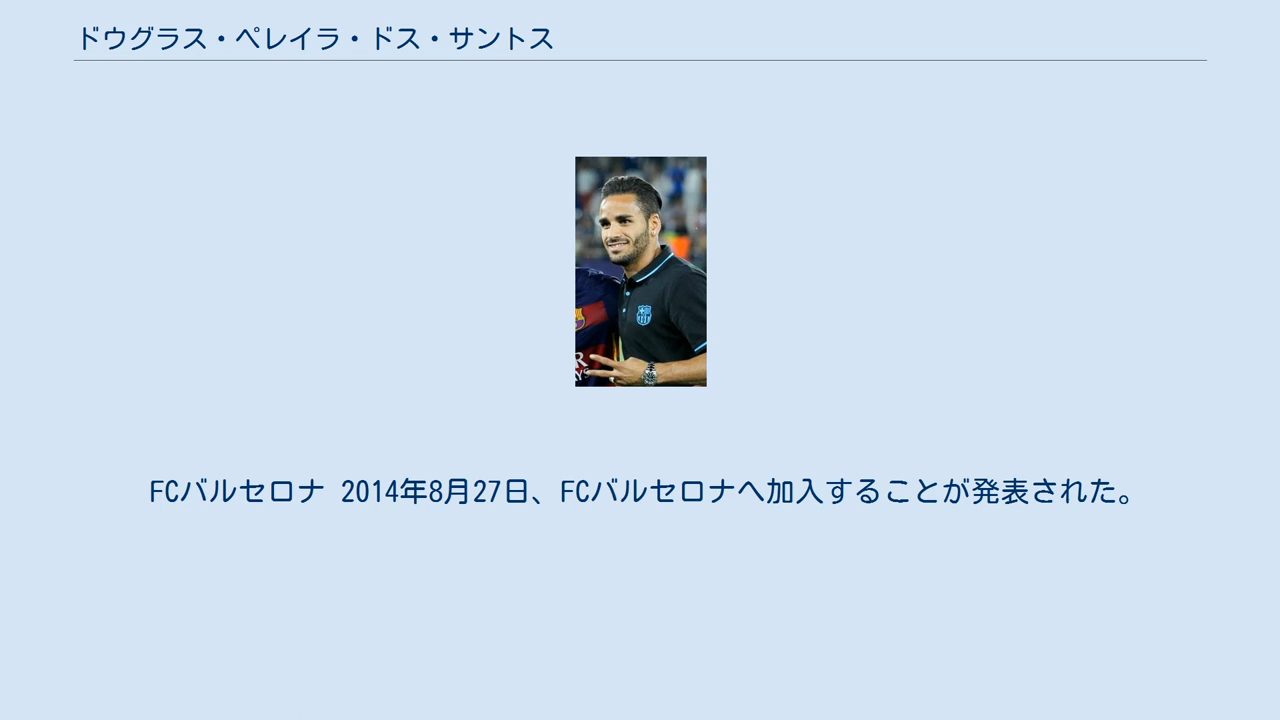 ドウグラス・ペレイラ・ドス・サントス
FCバルセロナ 2014年8月27日、FCバルセロナへ加入することが発表された。